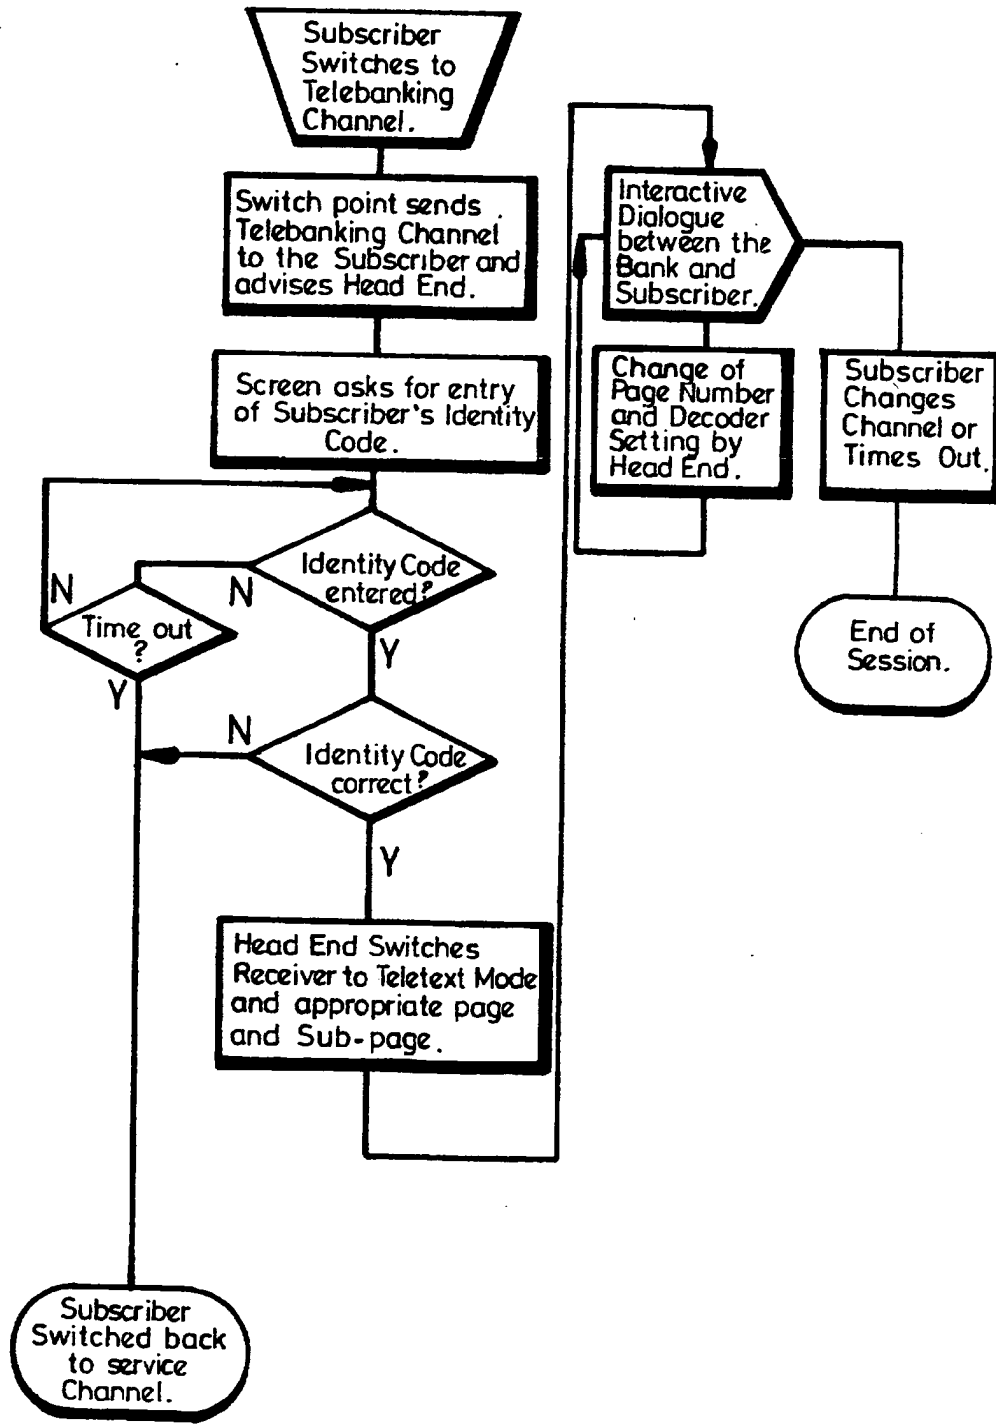 Subscriber
Switches to
Telebanking
Channel.
Switch point sends
Telebanking Channel
to the Subscriber and
advises Head End.
Screen asks for entry
of Subscriber's Identity
Code.
Identity Code
entered?
N
Y
Time out
?
N
Y
Identity Code
correct?
N
Y
Head End Switches
Receiver to Teletext Mode
and appropriate page
and Sub-page.
Subscriber
Switched back
to service
Channel.
Interactive
Dialogue
between the
Bank and
Subscriber.
Change of
Page Number
and Decoder
Setting by
Head End.
Subscriber
Changes
Channel or
Times Out.
End of
Session.